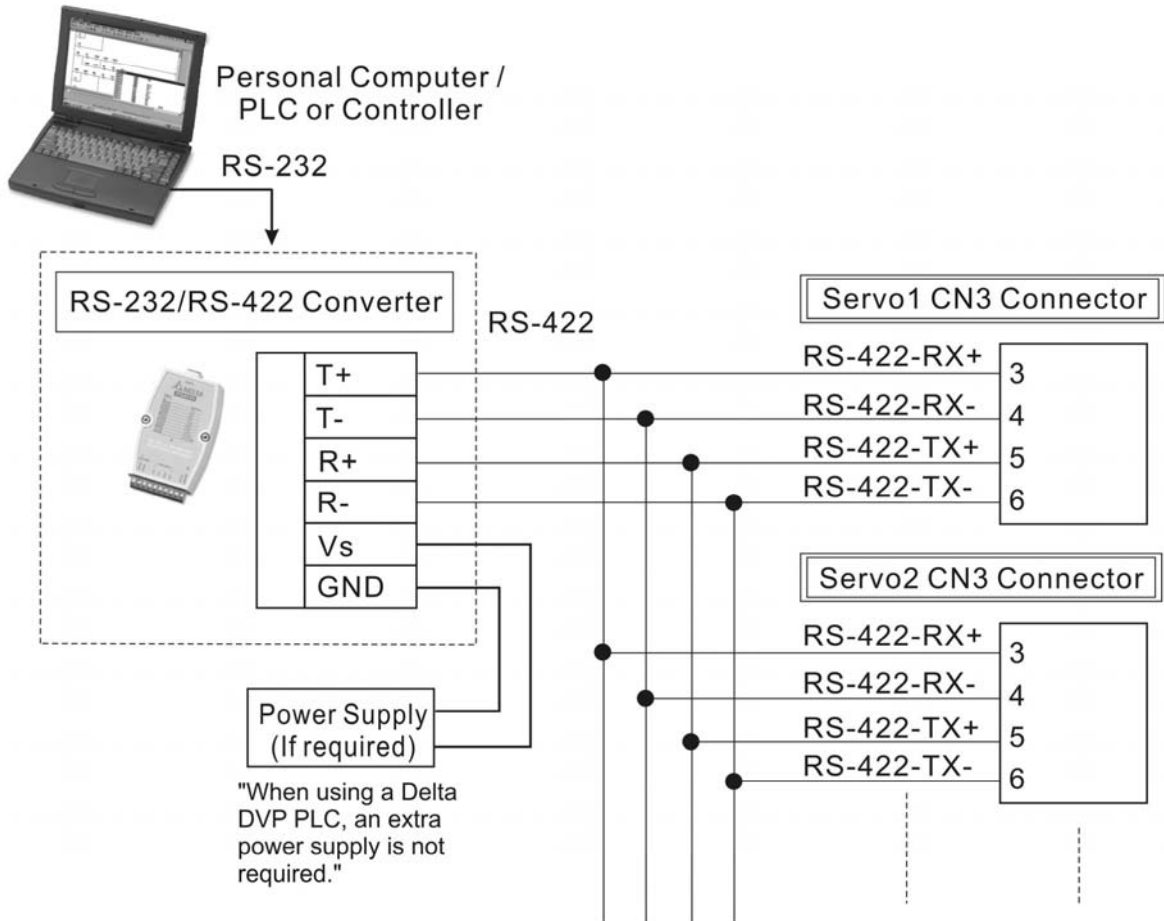 Personal Computer /
PLC or Controller
RS-232
RS-232/RS-422 Converter
RS-422
T+
T-
R+
R-
Vs
GND
Power Supply
(If required)
"When using a Delta
DVP PLC, an extra
power supply is not
required."
Servo1 CN3 Connector
RS-422-RX+
3
RS-422-RX-
4
RS-422-TX+
5
RS-422-TX-
6
Servo2 CN3 Connector
RS-422-RX+
3
RS-422-RX-
4
RS-422-TX+
5
RS-422-TX-
6